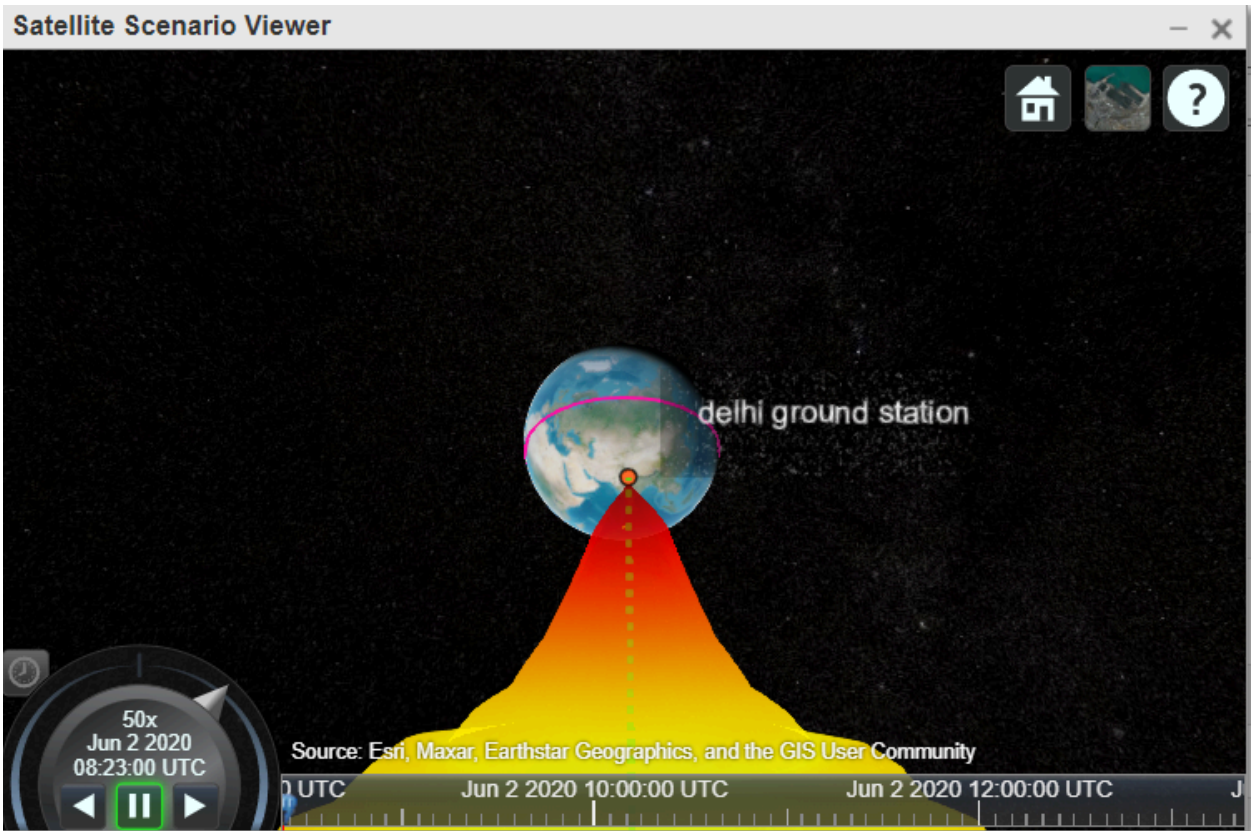 Satellite Scenario Viewer
?
delhi ground station
50x
Jun 2 2020
08:23:00 UTC
Source: Esri, Maxar, Earthstar Geographics, and the GIS User Community
0 UTC
Jun 2 2020 10:00:00 UTC
Jun 2 2020 12:00:00 UTC
J